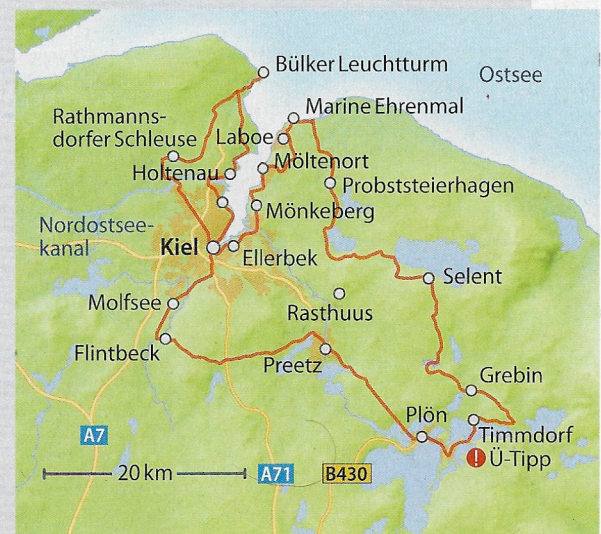 Bülker Leuchtturm
Ostsee
Marine Ehrenmal
Rathmanns-
dorfer Schleuse
Laboe
Holtenau
Möltenort
Probststeierhagen
Mönkeberg
Nordostsee-
kanal
Kiel
Ellerbek
Selent
Molfsee
Rasthuus
Flintbeck
Preetz
Grebin
Plön
Timmdorf
Ü-Tipp
A7
20 km
A71
B430